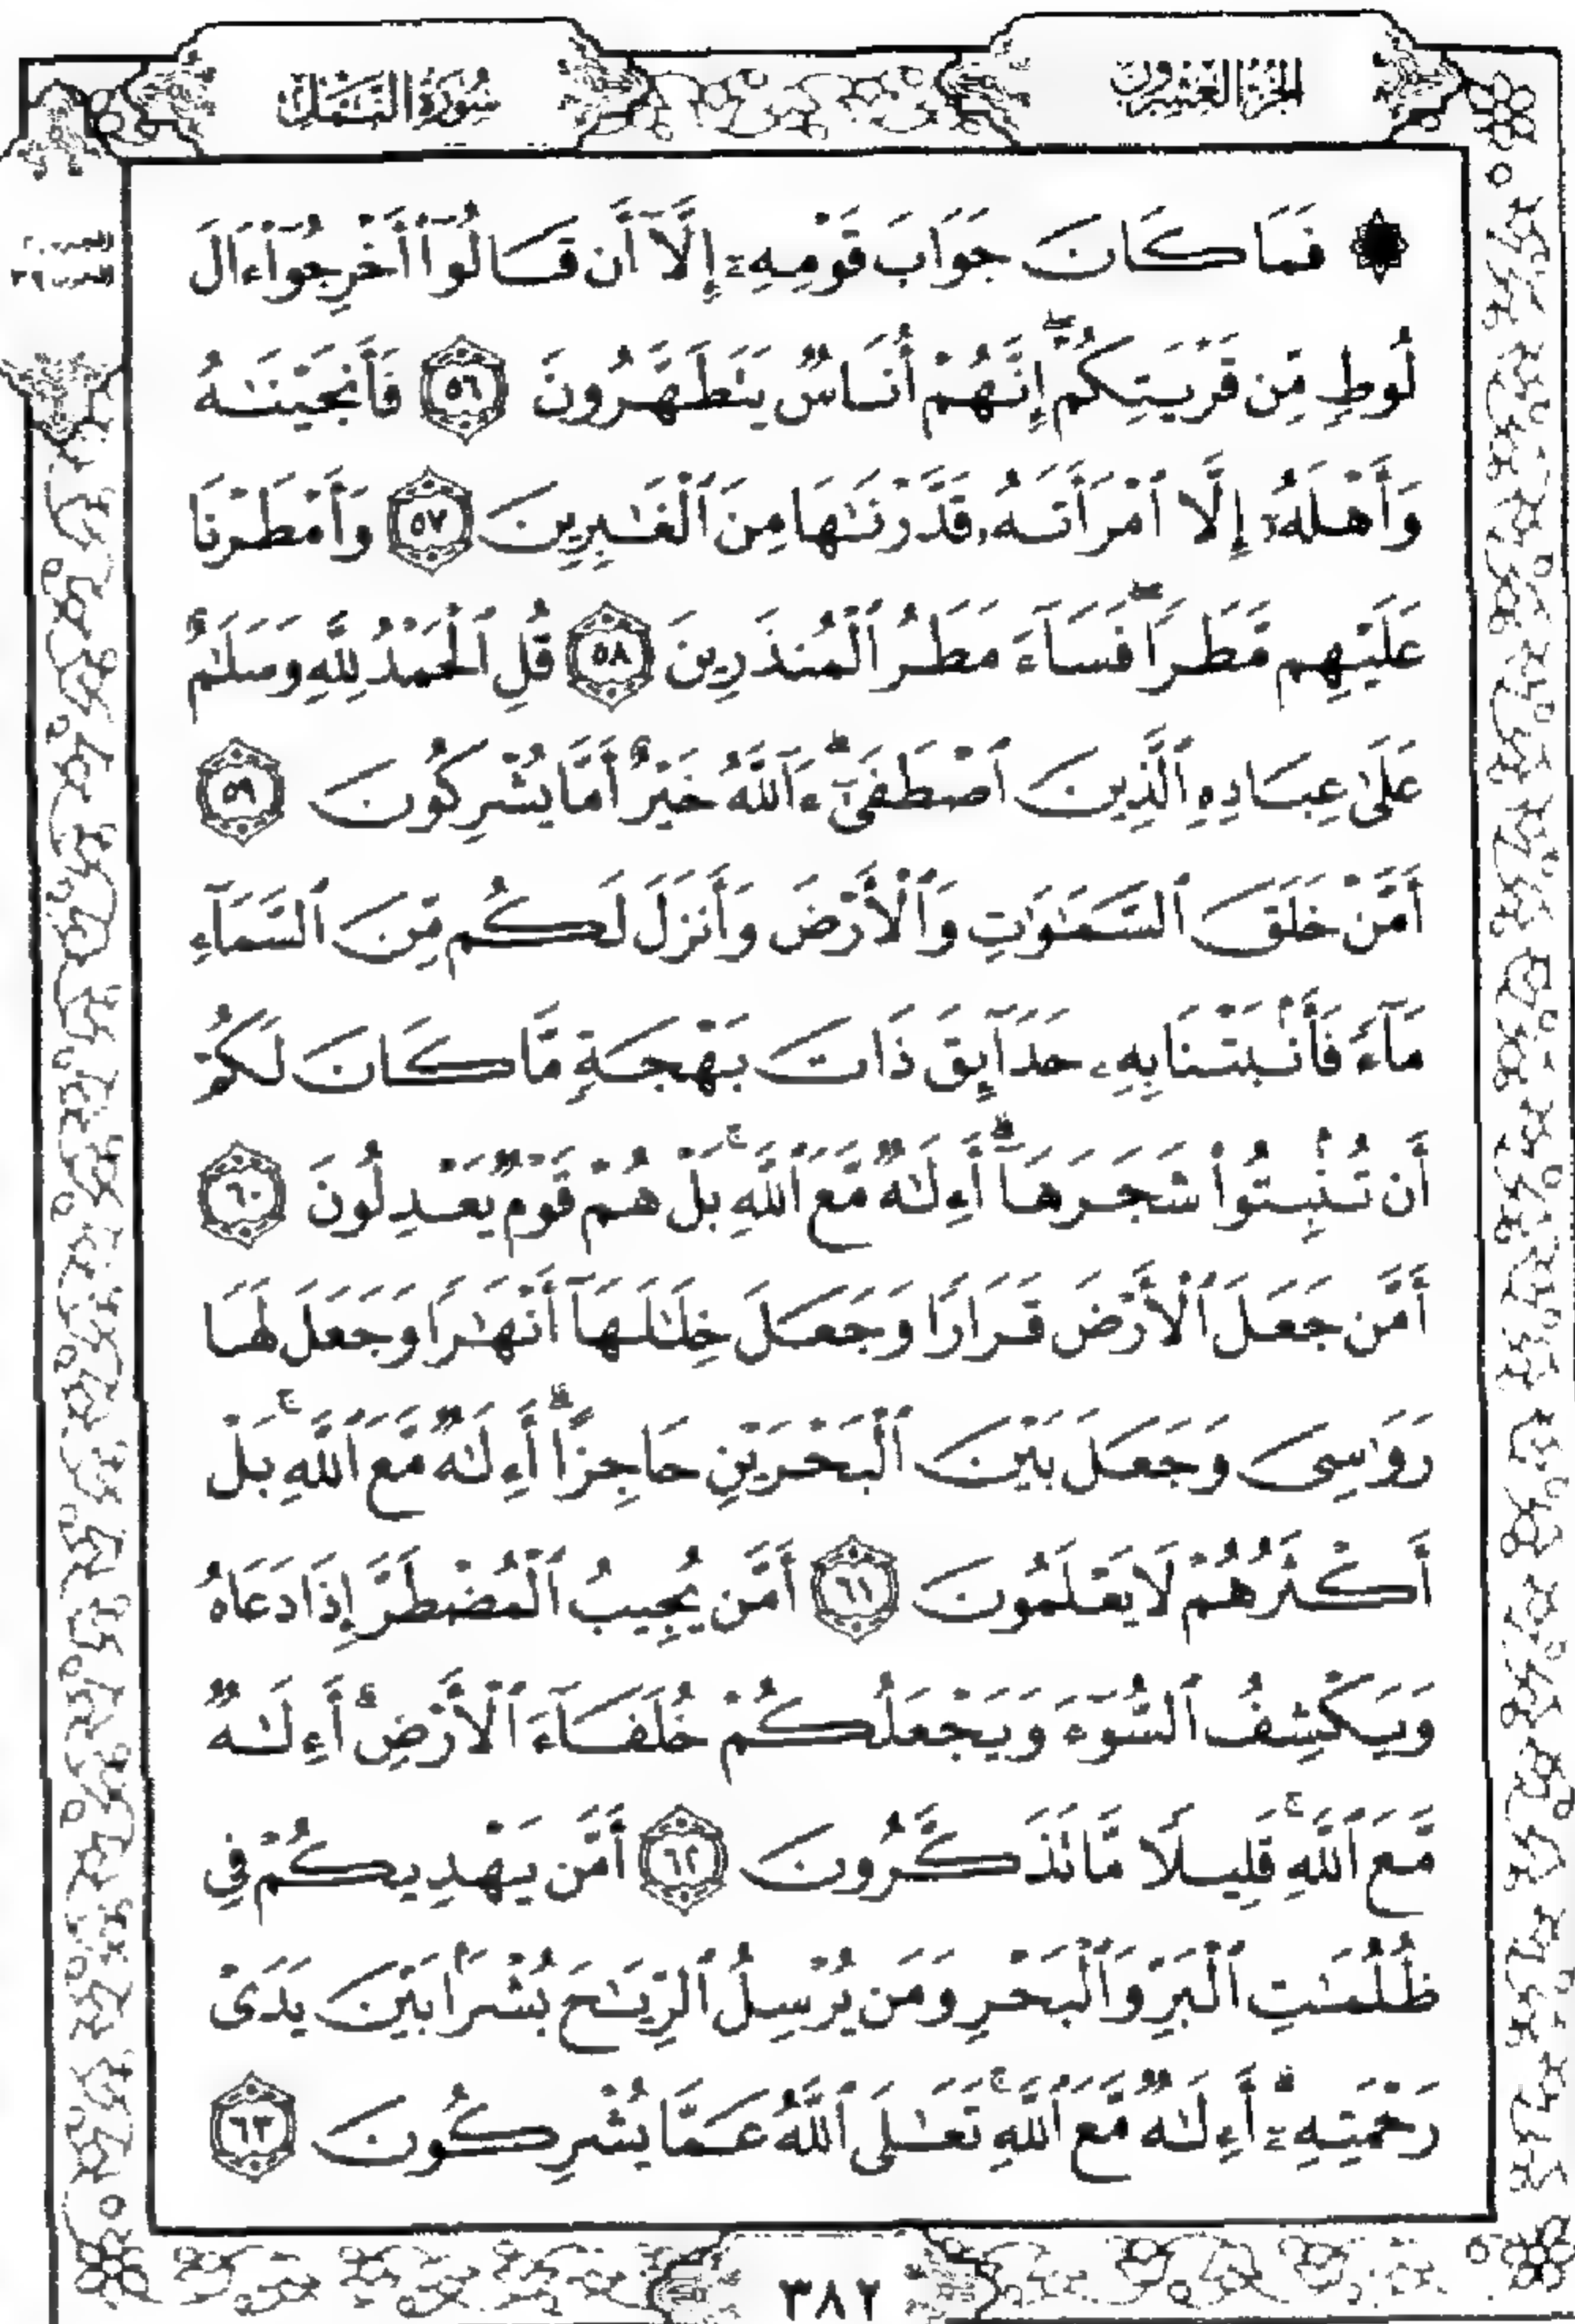 الجزء العشرون
سورة النمل
۞ فَمَا كَانَ جَوَابَ قَوْمِهِۦٓ إِلَّآ أَن قَالُوٓا۟ أَخْرِجُوٓا۟ ءَالَ
لُوطٍ مِّن قَرْيَتِكُمْ ۖ إِنَّهُمْ أُنَاسٌ يَتَطَهَّرُونَ ٥٦ فَأَنجَيْنَـٰهُ
وَأَهْلَهُۥٓ إِلَّا ٱمْرَأَتَهُۥ قَدَّرْنَـٰهَا مِنَ ٱلْغَـٰبِرِينَ ٥٧ وَأَمْطَرْنَا
عَلَيْهِم مَّطَرًا ۖ فَسَآءَ مَطَرُ ٱلْمُنذَرِينَ ٥٨ قُلِ ٱلْحَمْدُ لِلَّهِ وَسَلَـٰمٌ
عَلَىٰ عِبَادِهِ ٱلَّذِينَ ٱصْطَفَىٰٓ ۗ ءَآللَّهُ خَيْرٌ أَمَّا يُشْرِكُونَ ٥٩
أَمَّنْ خَلَقَ ٱلسَّمَـٰوَٰتِ وَٱلْأَرْضَ وَأَنزَلَ لَكُم مِّنَ ٱلسَّمَآءِ
مَآءً فَأَنۢبَتْنَا بِهِۦ حَدَآئِقَ ذَاتَ بَهْجَةٍ مَّا كَانَ لَكُمْ
أَن تُنۢبِتُوا۟ شَجَرَهَآ ۗ أَءِلَـٰهٌ مَّعَ ٱللَّهِ ۚ بَلْ هُمْ قَوْمٌ يَعْدِلُونَ ٦٠
أَمَّن جَعَلَ ٱلْأَرْضَ قَرَارًا وَجَعَلَ خِلَـٰلَهَآ أَنْهَـٰرًا وَجَعَلَ لَهَا
رَوَٰسِىَ وَجَعَلَ بَيْنَ ٱلْبَحْرَيْنِ حَاجِزًا ۗ أَءِلَـٰهٌ مَّعَ ٱللَّهِ ۚ بَلْ
أَكْثَرُهُمْ لَا يَعْلَمُونَ ٦١ أَمَّن يُجِيبُ ٱلْمُضْطَرَّ إِذَا دَعَاهُ
وَيَكْشِفُ ٱلسُّوٓءَ وَيَجْعَلُكُمْ خُلَفَآءَ ٱلْأَرْضِ ۗ أَءِلَـٰهٌ
مَّعَ ٱللَّهِ ۚ قَلِيلًا مَّا تَذَكَّرُونَ ٦٢ أَمَّن يَهْدِيكُمْ فِى
ظُلُمَـٰتِ ٱلْبَرِّ وَٱلْبَحْرِ وَمَن يُرْسِلُ ٱلرِّيَـٰحَ بُشْرًۢا بَيْنَ يَدَىْ
رَحْمَتِهِۦٓ ۗ أَءِلَـٰهٌ مَّعَ ٱللَّهِ ۚ تَعَـٰلَى ٱللَّهُ عَمَّا يُشْرِكُونَ ٦٣
٣٨٢